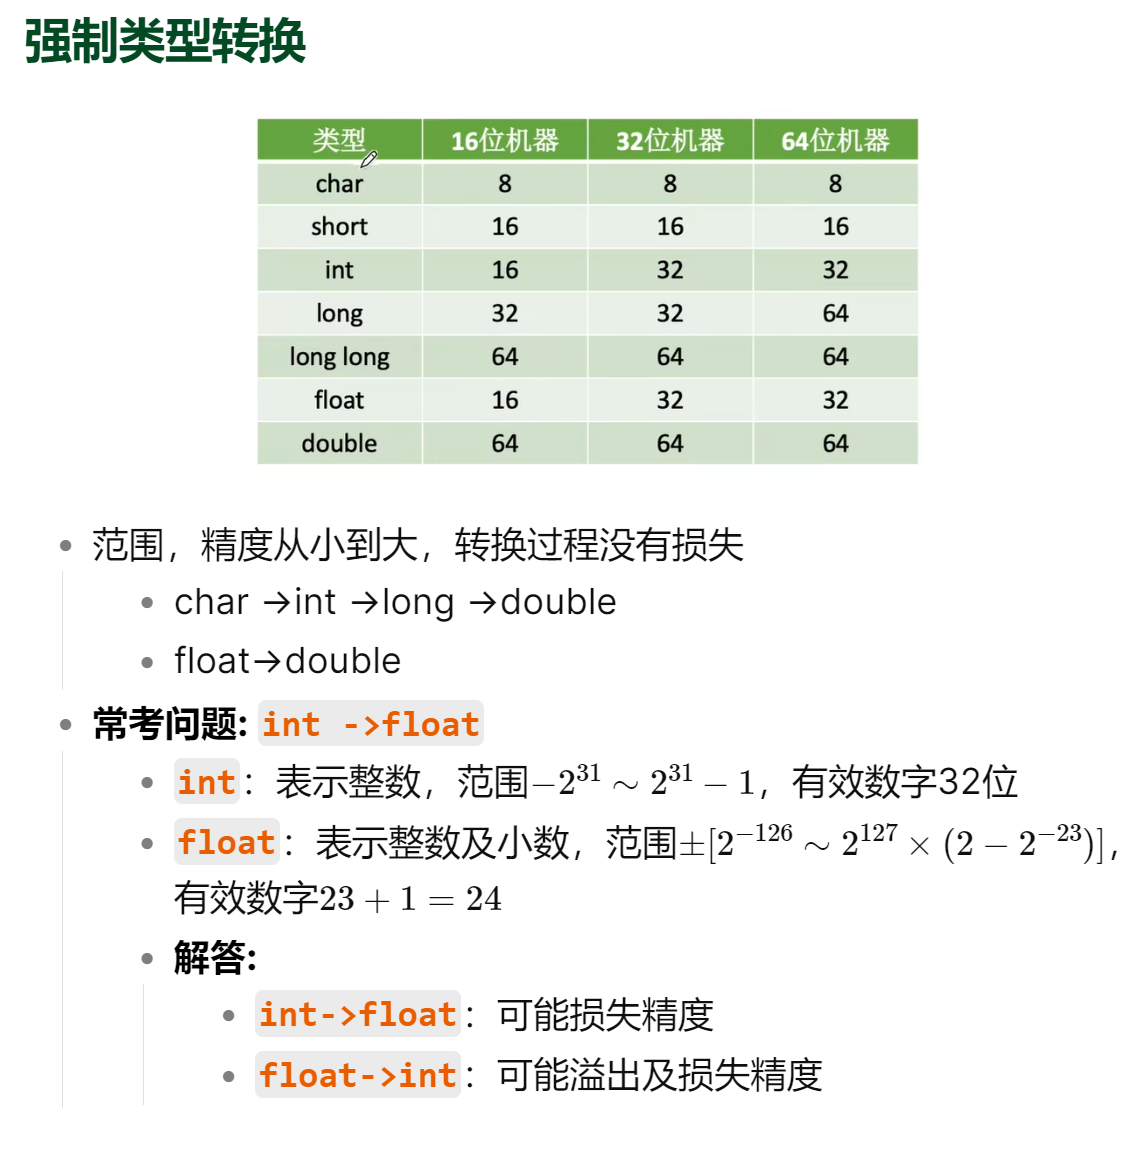 强制类型转换
类型 16位机器 32位机器 64位机器
char 8 8 8
short 16 16 16
int 16 32 32
long 32 32 64
long long 64 64 64
float 16 32 32
double 64 64 64
范围，精度从小到大，转换过程没有损失
char →int →long →double
float→double
常考问题: int ->float
int：表示整数，范围−2^31 ∼ 2^31 − 1，有效数字32位
float：表示整数及小数，范围±[2^−126 ∼ 2^127 × (2 − 2^−23)]，
有效数字23 + 1 = 24
解答:
int->float：可能损失精度
float->int：可能溢出及损失精度